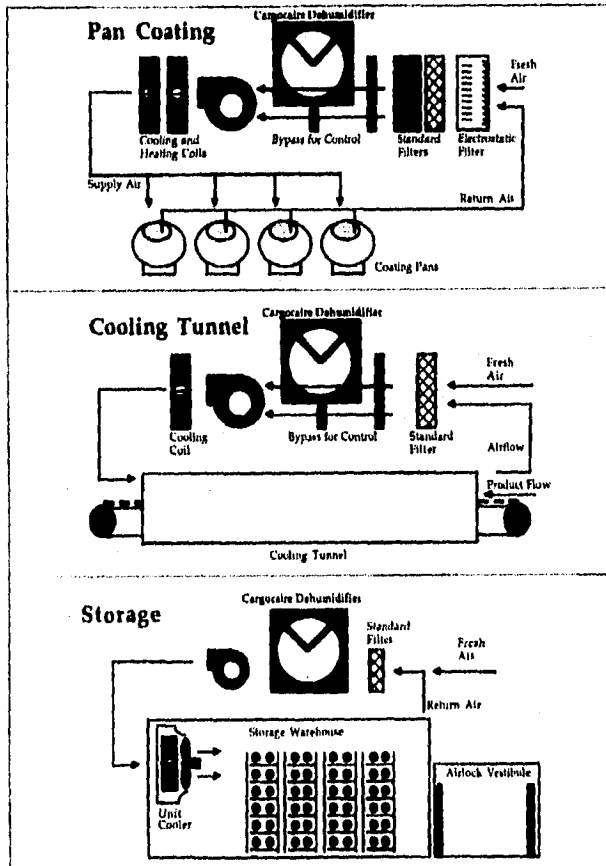 Pan Coating
Cargocaire Dehumidifier
Fresh
Air
Cooling and
Heating Coils
Bypass for Control
Standard
Filters
Electrostatic
Filter
Supply Air
Return Air
Coating Pans
Cooling Tunnel
Cargocaire Dehumidifier
Fresh
Air
Cooling
Coil
Bypass for Control
Standard
Filter
Airflow
Product Flow
Cooling Tunnel
Storage
Cargocaire Dehumidifier
Standard
Filter
Fresh
Air
Return Air
Storage Warehouse
Unit
Cooler
Airlock Vestibule